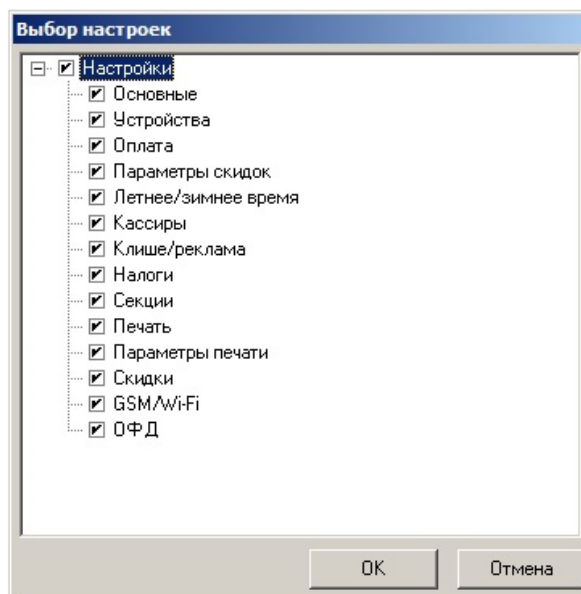 Выбор настроек
Настройки
Основные
Устройства
Оплата
Параметры скидок
Летнее/зимнее время
Кассиры
Клише/реклама
Налоги
Секции
Печать
Параметры печати
Скидки
GSM/Wi-Fi
ОФД
OK
Отмена